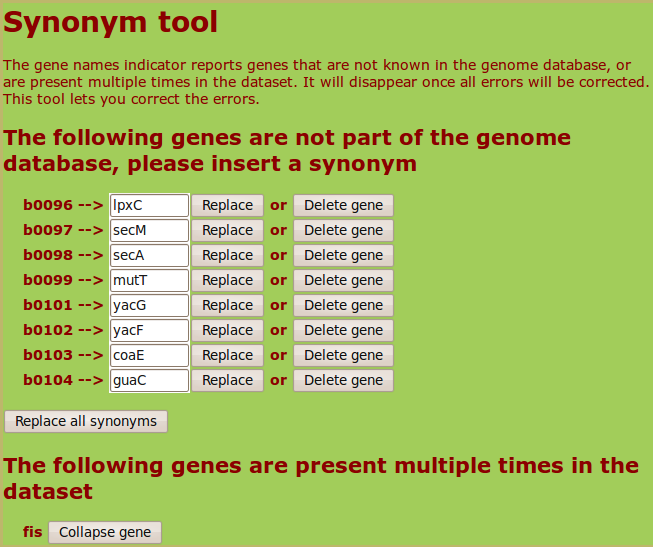 Synonym tool
The gene names indicator reports genes that are not known in the genome database, or
are present multiple times in the dataset. It will disappear once all errors will be corrected.
This tool lets you correct the errors.
The following genes are not part of the genome
database, please insert a synonym
b0096 --> lpxC Replace or Delete gene
b0097 --> secM Replace or Delete gene
b0098 --> secA Replace or Delete gene
b0099 --> mutT Replace or Delete gene
b0101 --> yacG Replace or Delete gene
b0102 --> yacF Replace or Delete gene
b0103 --> coaE Replace or Delete gene
b0104 --> guaC Replace or Delete gene
Replace all synonyms
The following genes are present multiple times in the
dataset
fis Collapse gene